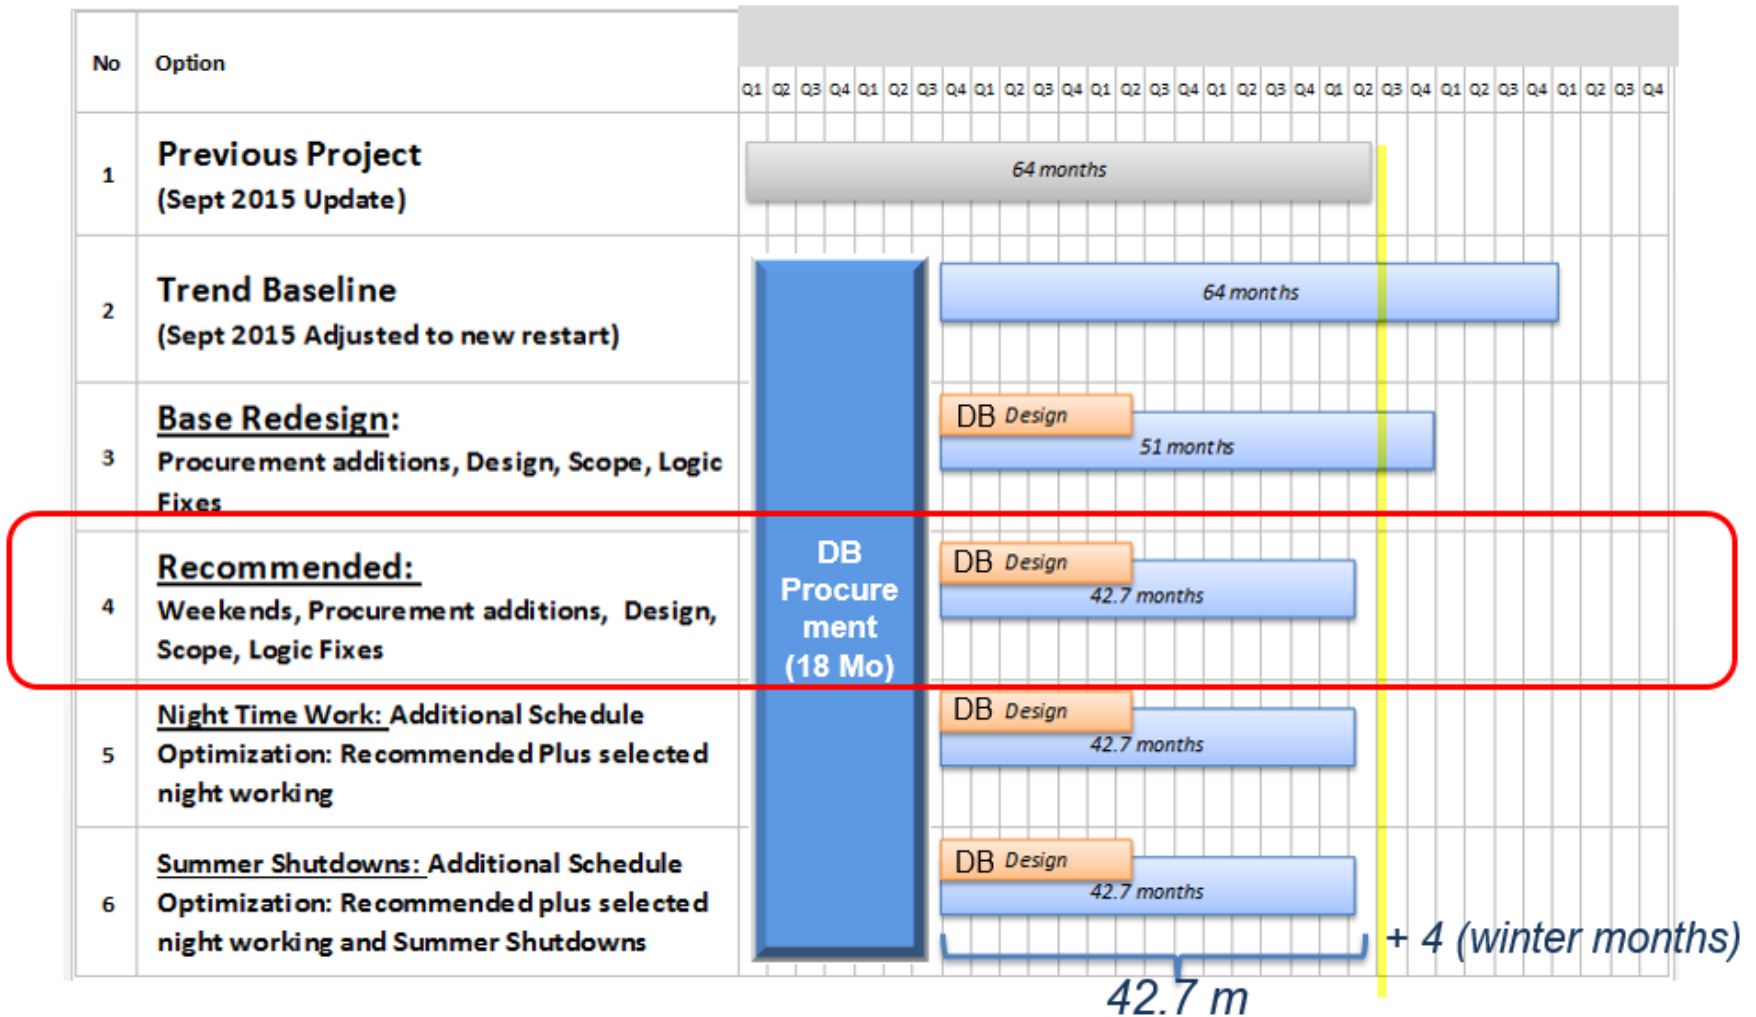 No Option
Q1 Q2 Q3 Q4 Q1 Q2 Q3 Q4 Q1 Q2 Q3 Q4 Q1 Q2 Q3 Q4 Q1 Q2 Q3 Q4 Q1 Q2 Q3 Q4 Q1 Q2 Q3 Q4 Q1 Q2 Q3 Q4
1
Previous Project
(Sept 2015 Update)
64 months
2
Trend Baseline
(Sept 2015 Adjusted to new restart)
64 months
3
Base Redesign:
Procurement additions, Design, Scope, Logic
Fixes
DB Design
51 months
4
Recommended:
Weekends, Procurement additions, Design,
Scope, Logic Fixes
DB
Procure
ment
(18 Mo)
DB Design
42.7 months
5
Night Time Work: Additional Schedule
Optimization: Recommended Plus selected
night working
DB Design
42.7 months
6
Summer Shutdowns: Additional Schedule
Optimization: Recommended plus selected
night working and Summer Shutdowns
DB Design
42.7 months
+ 4 (winter months)
42.7 m